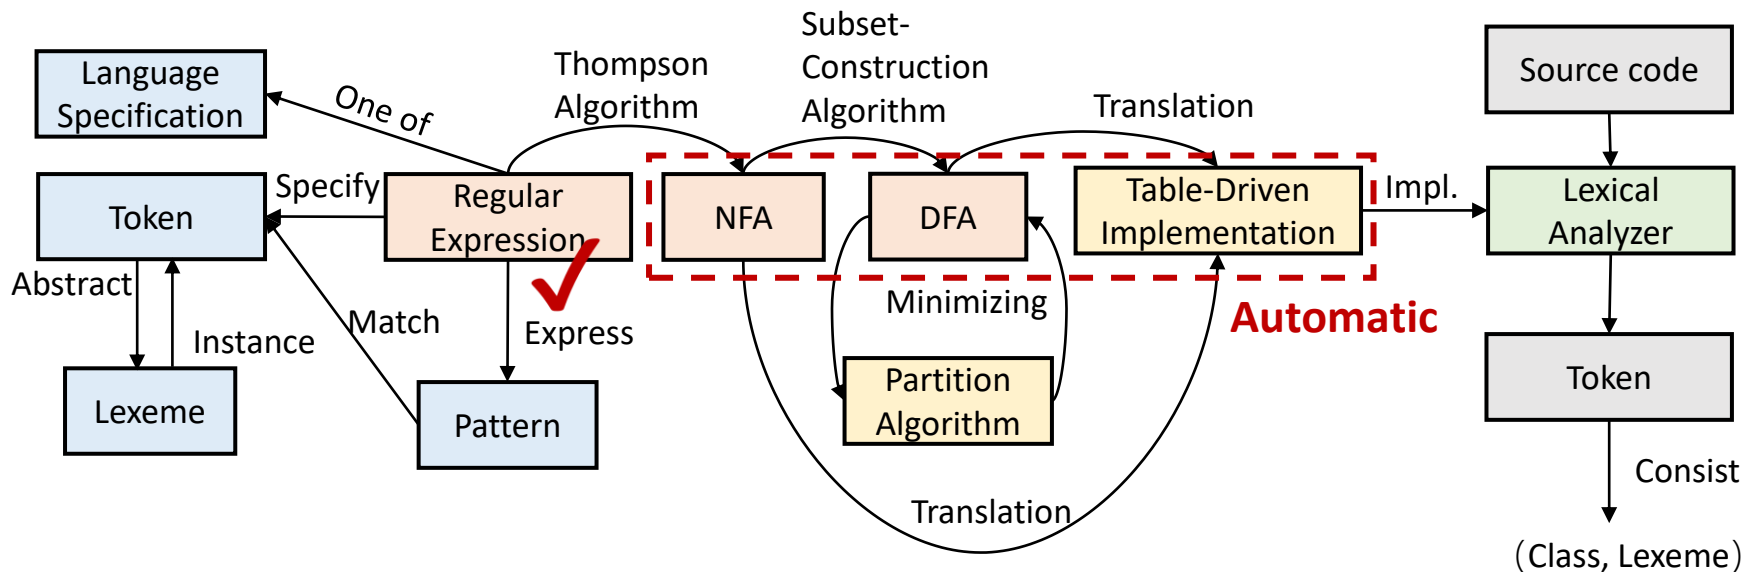 Language
Specification
One of
Thompson
Algorithm
Subset-
Construction
Algorithm
Translation
Source code
Token
Specify
Regular
Expression
NFA
DFA
Table-Driven
Implementation
Impl.
Lexical
Analyzer
Abstract
Instance
Match
Express
Minimizing
Automatic
Lexeme
Pattern
Partition
Algorithm
Token
Translation
Consist
(Class, Lexeme)